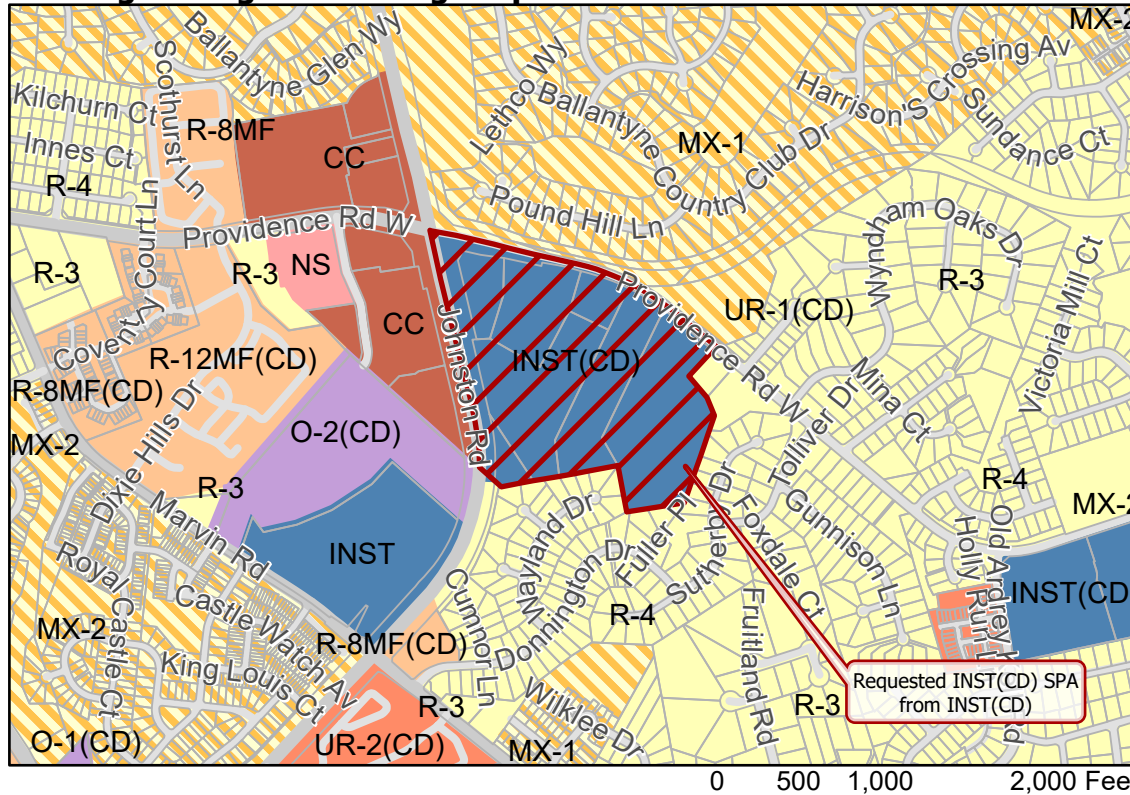 Ballantyne Glen Wy
Scothurst Ln
Kilchurn Ct
Innes Ct
R-4
R-8MF
CC
Lethco Wy
Ballantyne Country Club Dr
MX-1
Harrison'S Crossing Av
MX-2
Sundance Ct
Pound Hill Ln
Providence Rd W
R-3
Coventry Court Ln
R-3
NS
CC
Johnston Rd
INST(CD)
Providence Rd W
UR-1(CD)
Wyndham Oaks Dr
R-3
Victoria Mill Ct
R-12MF(CD)
R-8MF(CD)
MX-2
Dixie Hills Dr
O-2(CD)
Mina Ct
Tolliver Dr
R-4
MX-2
R-3
Marvin Rd
INST
Mayland Dr
Donnington Dr
Fuller Pl
Foxdale Ct
Gunnison Ln
Holly Run L
Old Ardrey K
Rd
INST(CD
Royal Castle Ct
Castle Watch Av
King Louis Ct
MX-2
R-8MF(CD)
Cumnor Ln
R-4
Fruitland Rd
R-3
Requested INST(CD) SPA
from INST(CD)
R-3
Wilklee Dr
MX-1
UR-2(CD)
O-1(CD)
0 500 1,000 2,000 Fee